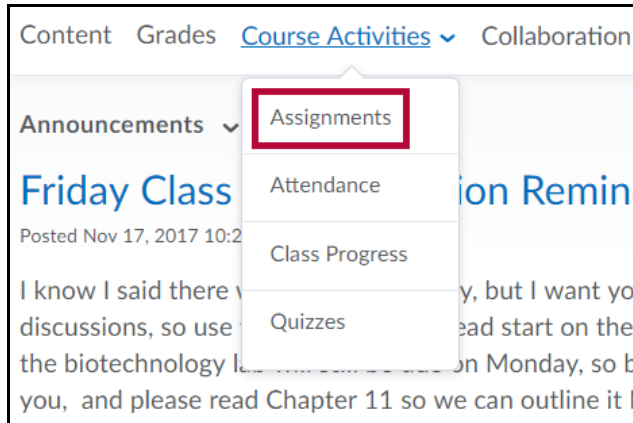 Content Grades Course Activities Collaboration
Announcements
Assignments
Attendance
Class Progress
Quizzes
Friday Class ion Remin
Posted Nov 17, 2017 10:2
I know I said there y, but I want yo
discussions, so use ead start on the
the biotechnology la on Monday, so b
you, and please read Chapter 11 so we can outline it